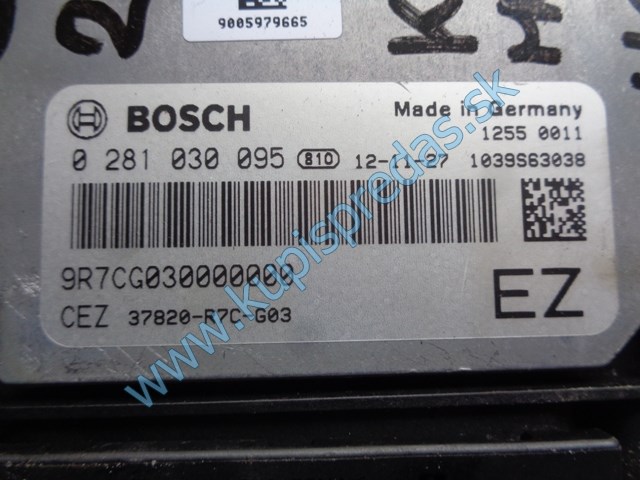 9005979665
BOSCH
Made in Germany
1255 0011
0 281 030 095 810 12-11-27 1039S63038
9R7CG030000000
EZ
CEZ 37820-R7C-G03
www.kupispredas.sk